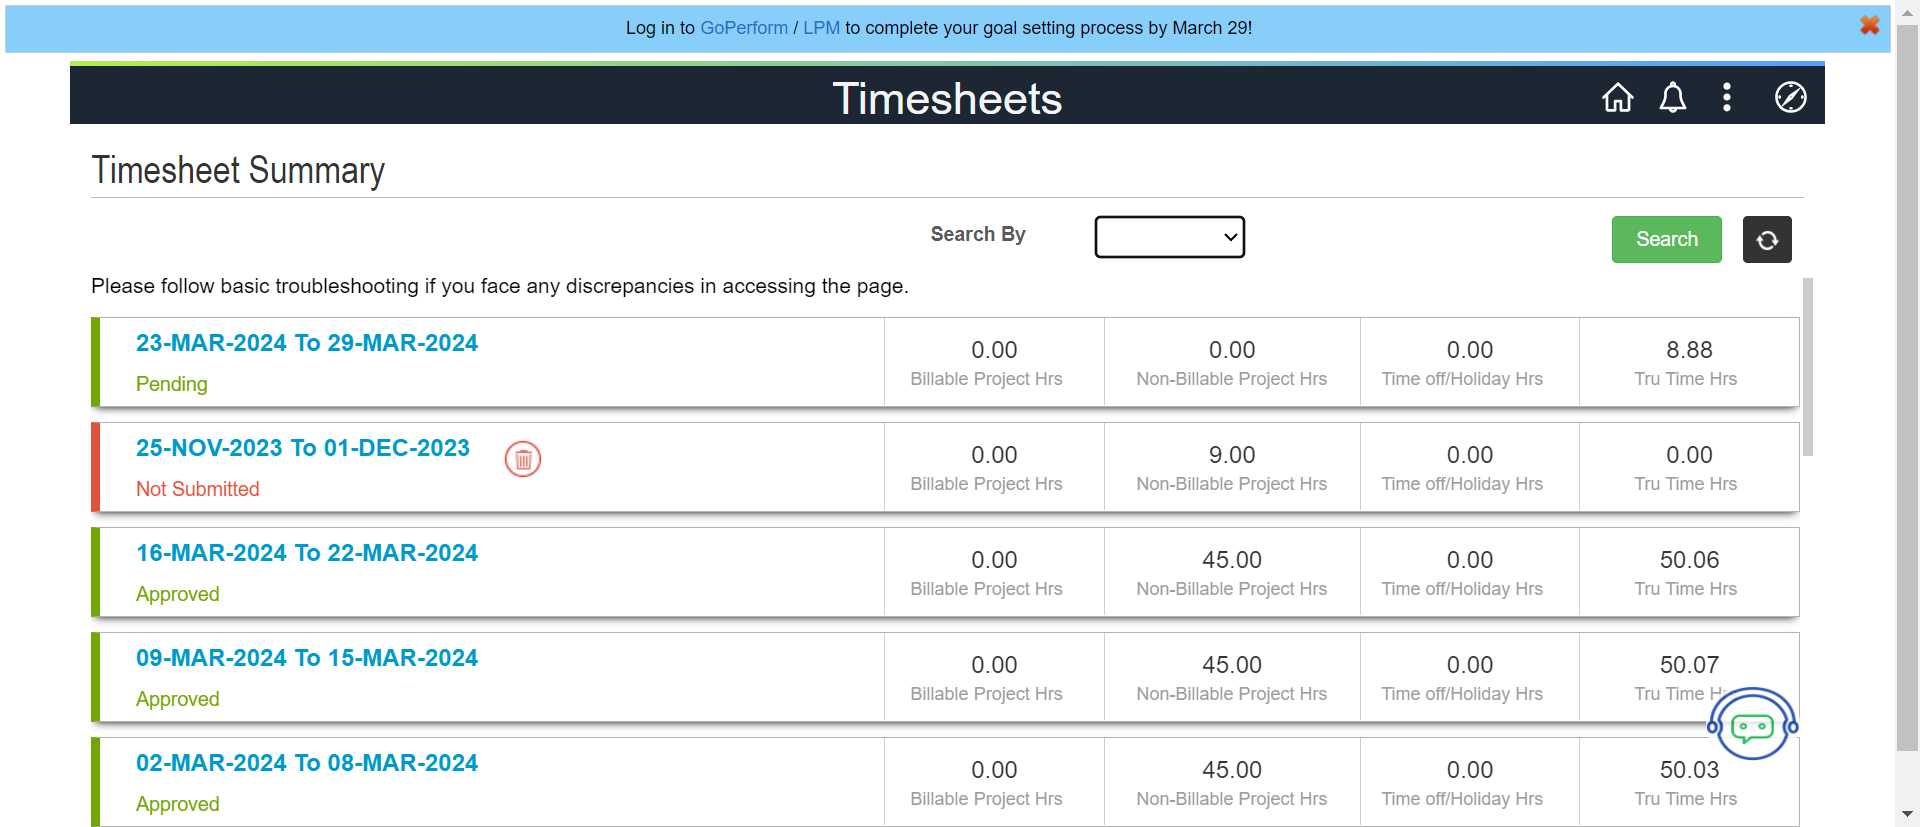 Log in to GoPerform / LPM to complete your goal setting process by March 29!
Timesheets
Timesheet Summary
Search By
Search
Please follow basic troubleshooting if you face any discrepancies in accessing the page.
23-MAR-2024 To 29-MAR-2024
Pending
0.00
Billable Project Hrs
0.00
Non-Billable Project Hrs
0.00
Time off/Holiday Hrs
8.88
Tru Time Hrs
25-NOV-2023 To 01-DEC-2023
Not Submitted
0.00
Billable Project Hrs
9.00
Non-Billable Project Hrs
0.00
Time off/Holiday Hrs
0.00
Tru Time Hrs
16-MAR-2024 To 22-MAR-2024
Approved
0.00
Billable Project Hrs
45.00
Non-Billable Project Hrs
0.00
Time off/Holiday Hrs
50.06
Tru Time Hrs
09-MAR-2024 To 15-MAR-2024
Approved
0.00
Billable Project Hrs
45.00
Non-Billable Project Hrs
0.00
Time off/Holiday Hrs
50.07
Tru Time
02-MAR-2024 To 08-MAR-2024
Approved
0.00
Billable Project Hrs
45.00
Non-Billable Project Hrs
0.00
Time off/Holiday Hrs
50.03
Tru Time Hrs